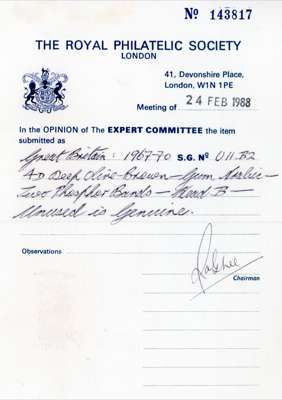 Nº 143817
THE ROYAL PHILATELIC SOCIETY
LONDON
41, Devonshire Place,
London, W1N 1PE
Meeting of 24 FEB 1988
In the OPINION of The EXPERT COMMITTEE the item
submitted as
Great Britain: 1967-70 S.G. Nº U11.B2
4D Deep Olive-Brown - Gum Arabic -
Two Phosphor Bands - Head B -
Unused is Genuine.
Observations
Chairman